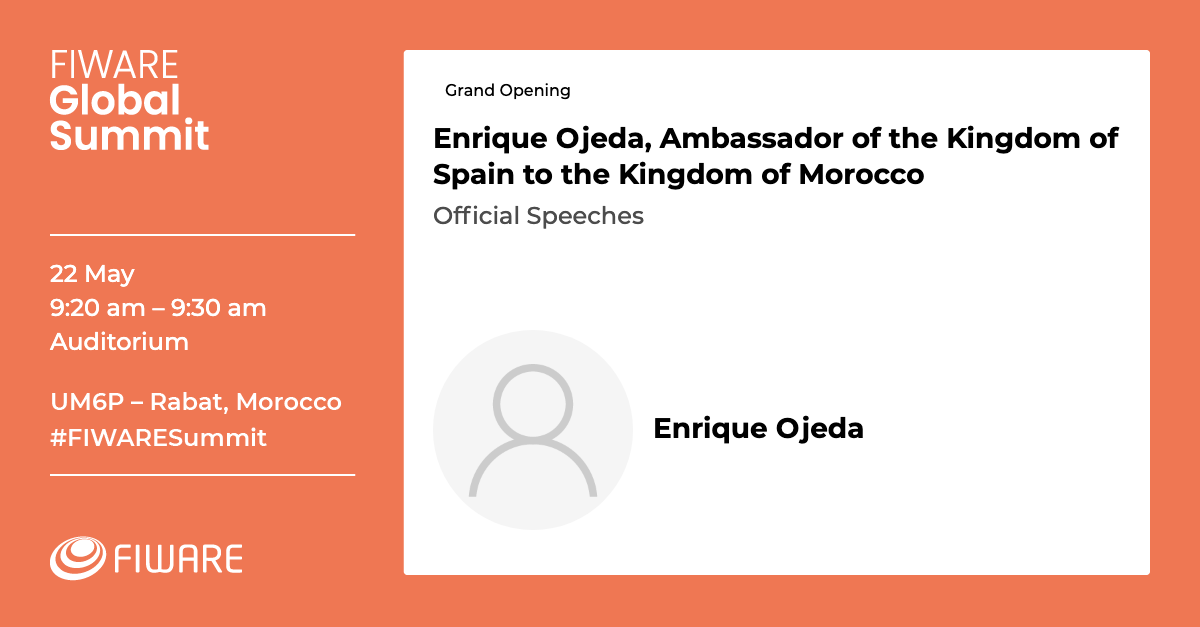 FIWARE
Global
Summit
22 May
9:20 am – 9:30 am
Auditorium
UM6P – Rabat, Morocco
#FIWARESummit
FIWARE
Grand Opening
Enrique Ojeda, Ambassador of the Kingdom of
Spain to the Kingdom of Morocco
Official Speeches
Enrique Ojeda